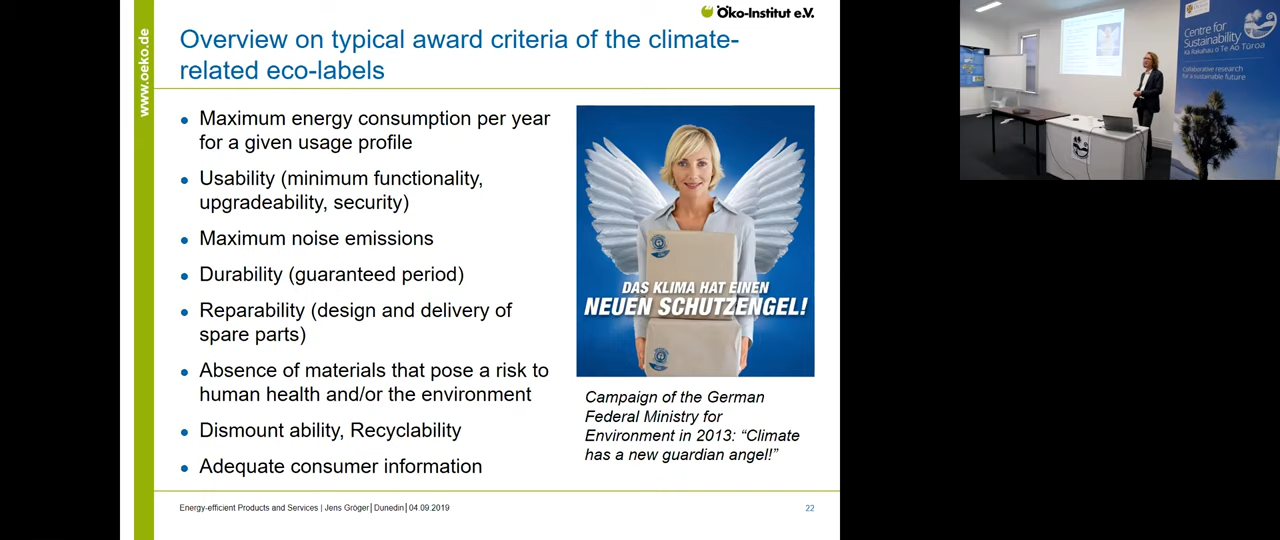 www.oeko.de
Öko-Institut e.V.
Overview on typical award criteria of the climate-
related eco-labels
Maximum energy consumption per year
for a given usage profile
Usability (minimum functionality,
upgradeability, security)
Maximum noise emissions
Durability (guaranteed period)
Reparability (design and delivery of
spare parts)
Absence of materials that pose a risk to
human health and/or the environment
Dismount ability, Recyclability
Adequate consumer information
DAS KLIMA HAT EINEN
NEUEN SCHUTZENGEL!
Campaign of the German
Federal Ministry for
Environment in 2013: “Climate
has a new guardian angel!”
Energy-efficient Products and Services | Jens Gröger | Dunedin | 04.09.2019
22
Centre for
Sustainability
Kā Rakahau o Te Ao Tūroa
Collaborative research
for a sustainable future